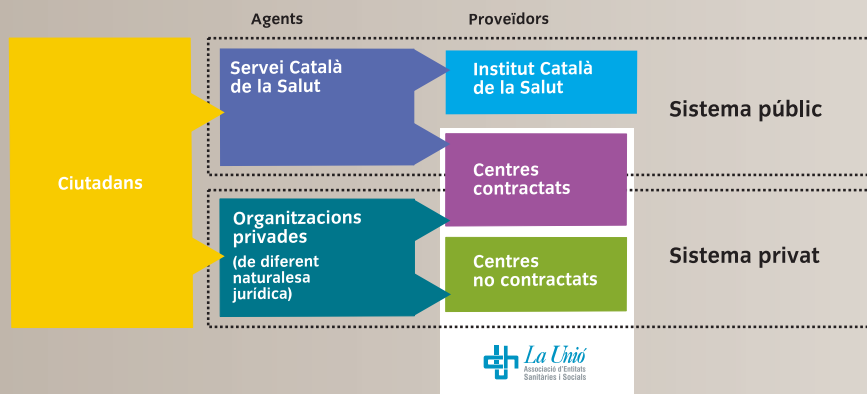 Agents
Proveïdors
Ciutadans
Servei Català
de la Salut
Institut Català
de la Salut
Sistema públic
Centres
contractats
Organitzacions
privades
(de diferent
naturalesa
jurídica)
Centres
no contractats
Sistema privat
La Unió
Associació d'Entitats
Sanitàries i Socials